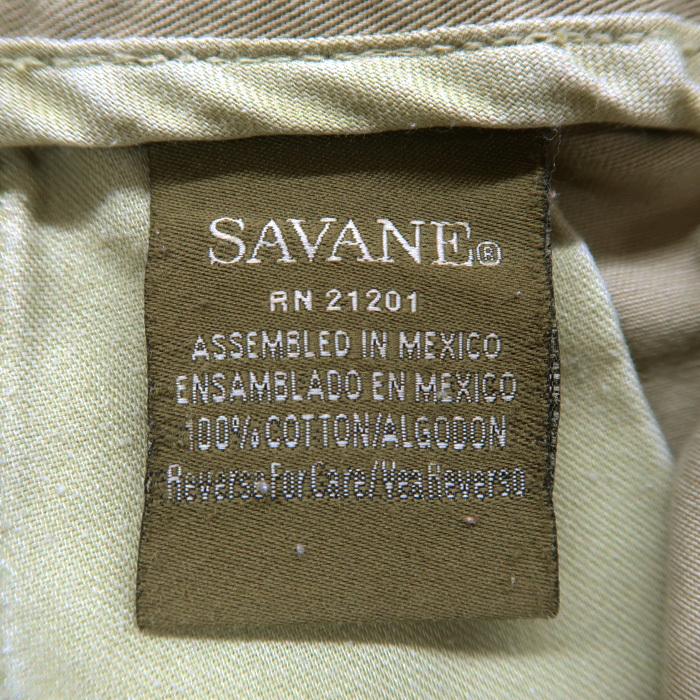 SAVANE®
RN 21201
ASSEMBLED IN MEXICO
ENSAMBLADO EN MEXICO
100% COTTON/ALGODON
Reverse For Care/Vea Reverso